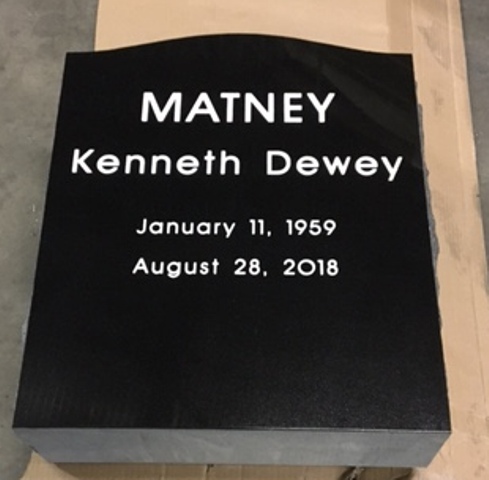 MATNEY
Kenneth Dewey
January 11, 1959
August 28, 2018